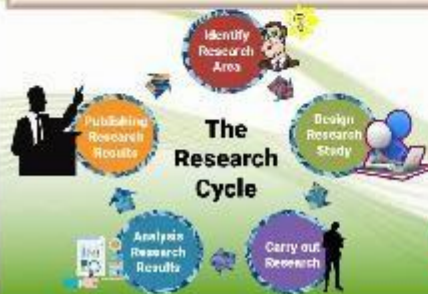 Identify
Research
Area
Design
Research
Study
Carry out
Research
Analysis
Research
Results
Publishing
Research
Results
The
Research
Cycle